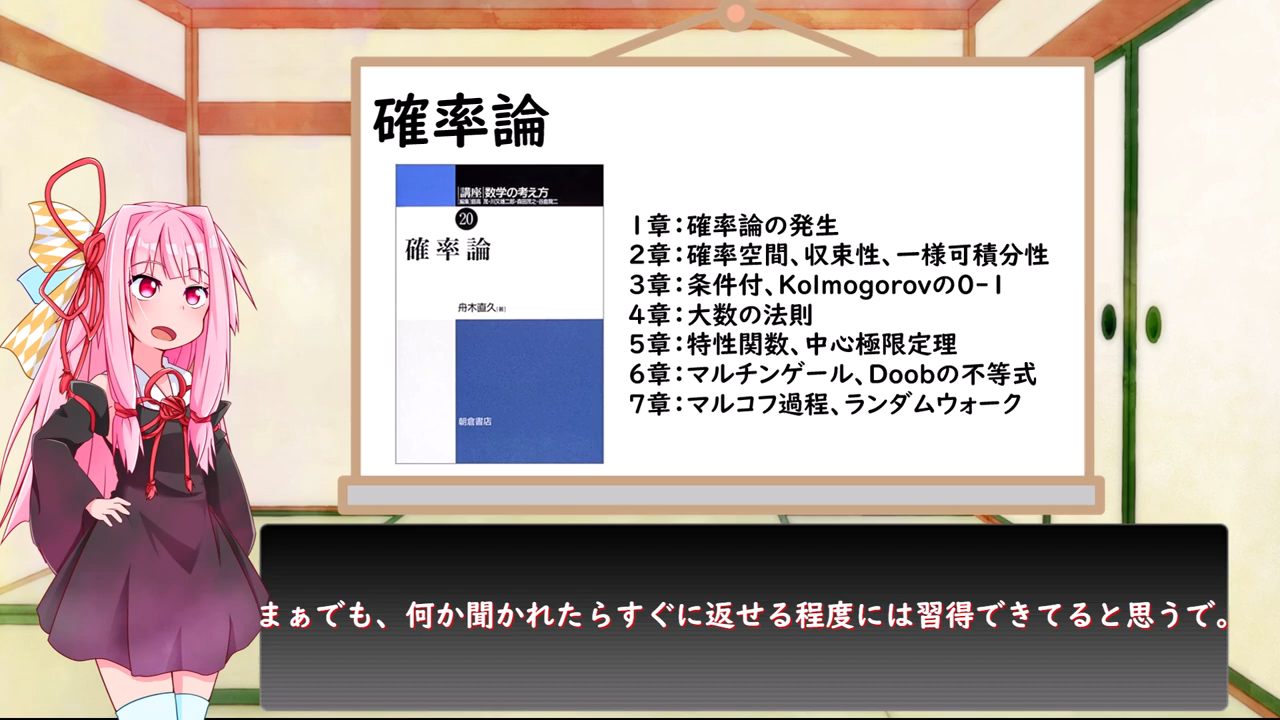 確率論
講座 数学の考え方
20
確率論
舟木直久[著]
朝倉書店
1章:確率論の発生
2章:確率空間、収束性、一様可積分性
3章:条件付、Kolmogorovの0-1
4章:大数の法則
5章:特性関数、中心極限定理
6章:マルチンゲール、Doobの不等式
7章:マルコフ過程、ランダムウォーク
まぁでも、何か聞かれたらすぐに返せる程度には習得できてると思うで。